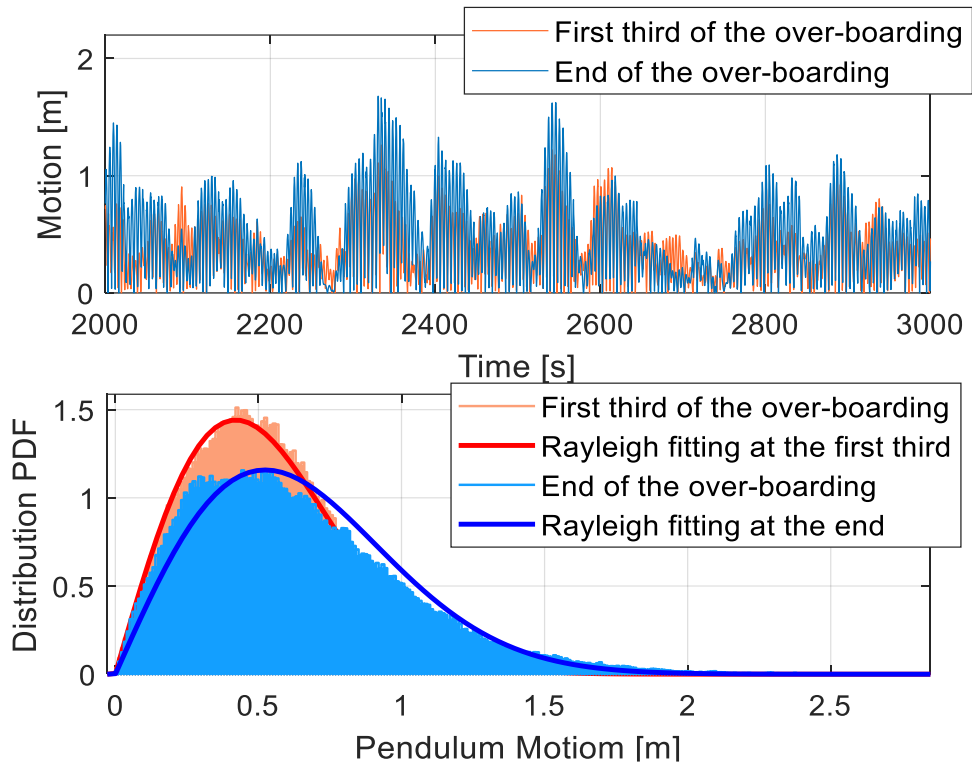 First third of the over-boarding
End of the over-boarding
2
1
0
Motion [m]
2000
2200
2400
2600
2800
3000
Time [s]
First third of the over-boarding
Rayleigh fitting at the first third
End of the over-boarding
Rayleigh fitting at the end
1.5
1
0.5
0
Distribution PDF
0
0.5
1
1.5
2
2.5
Pendulum Motiom [m]